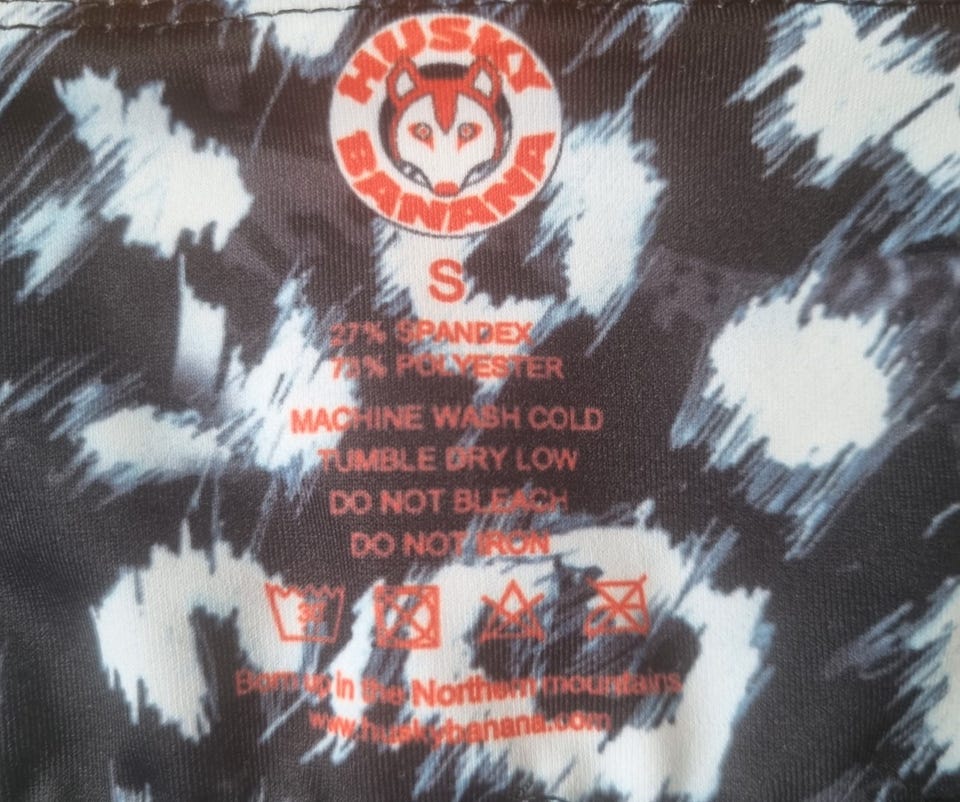 HUSKY
BANANA
S
27% SPANDEX
73% POLYESTER
MACHINE WASH COLD
TUMBLE DRY LOW
DO NOT BLEACH
DO NOT IRON
30
Born up in the Northern mountains
www.huskybanana.com